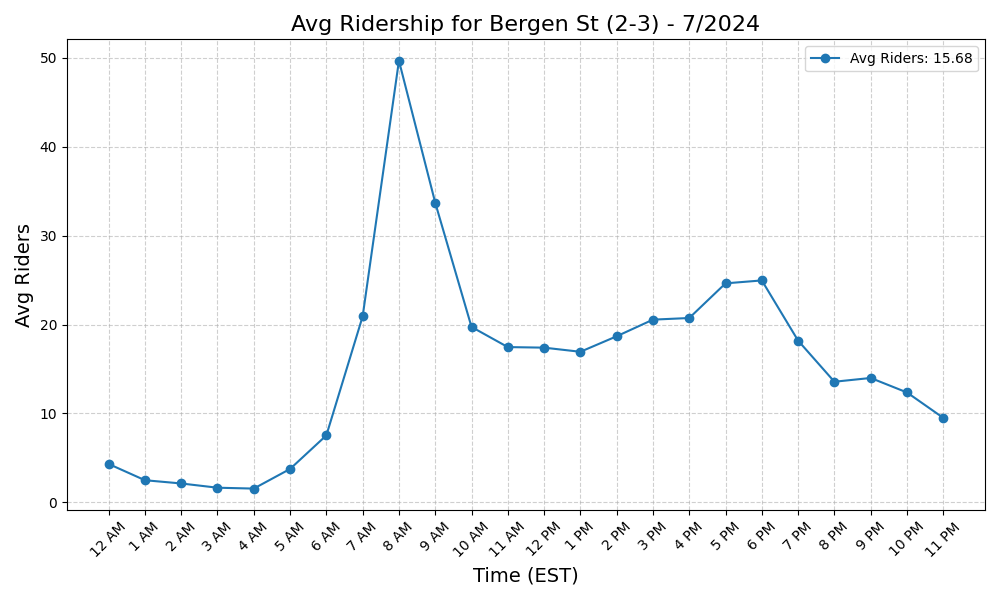 Avg Ridership for Bergen St (2-3) - 7/2024
Avg Riders: 15.68
Avg Riders
50
40
30
20
10
0
12 AM
1 AM
2 AM
3 AM
4 AM
5 AM
6 AM
7 AM
8 AM
9 AM
10 AM
11 AM
12 PM
1 PM
2 PM
3 PM
4 PM
5 PM
6 PM
7 PM
8 PM
9 PM
10 PM
11 PM
Time (EST)